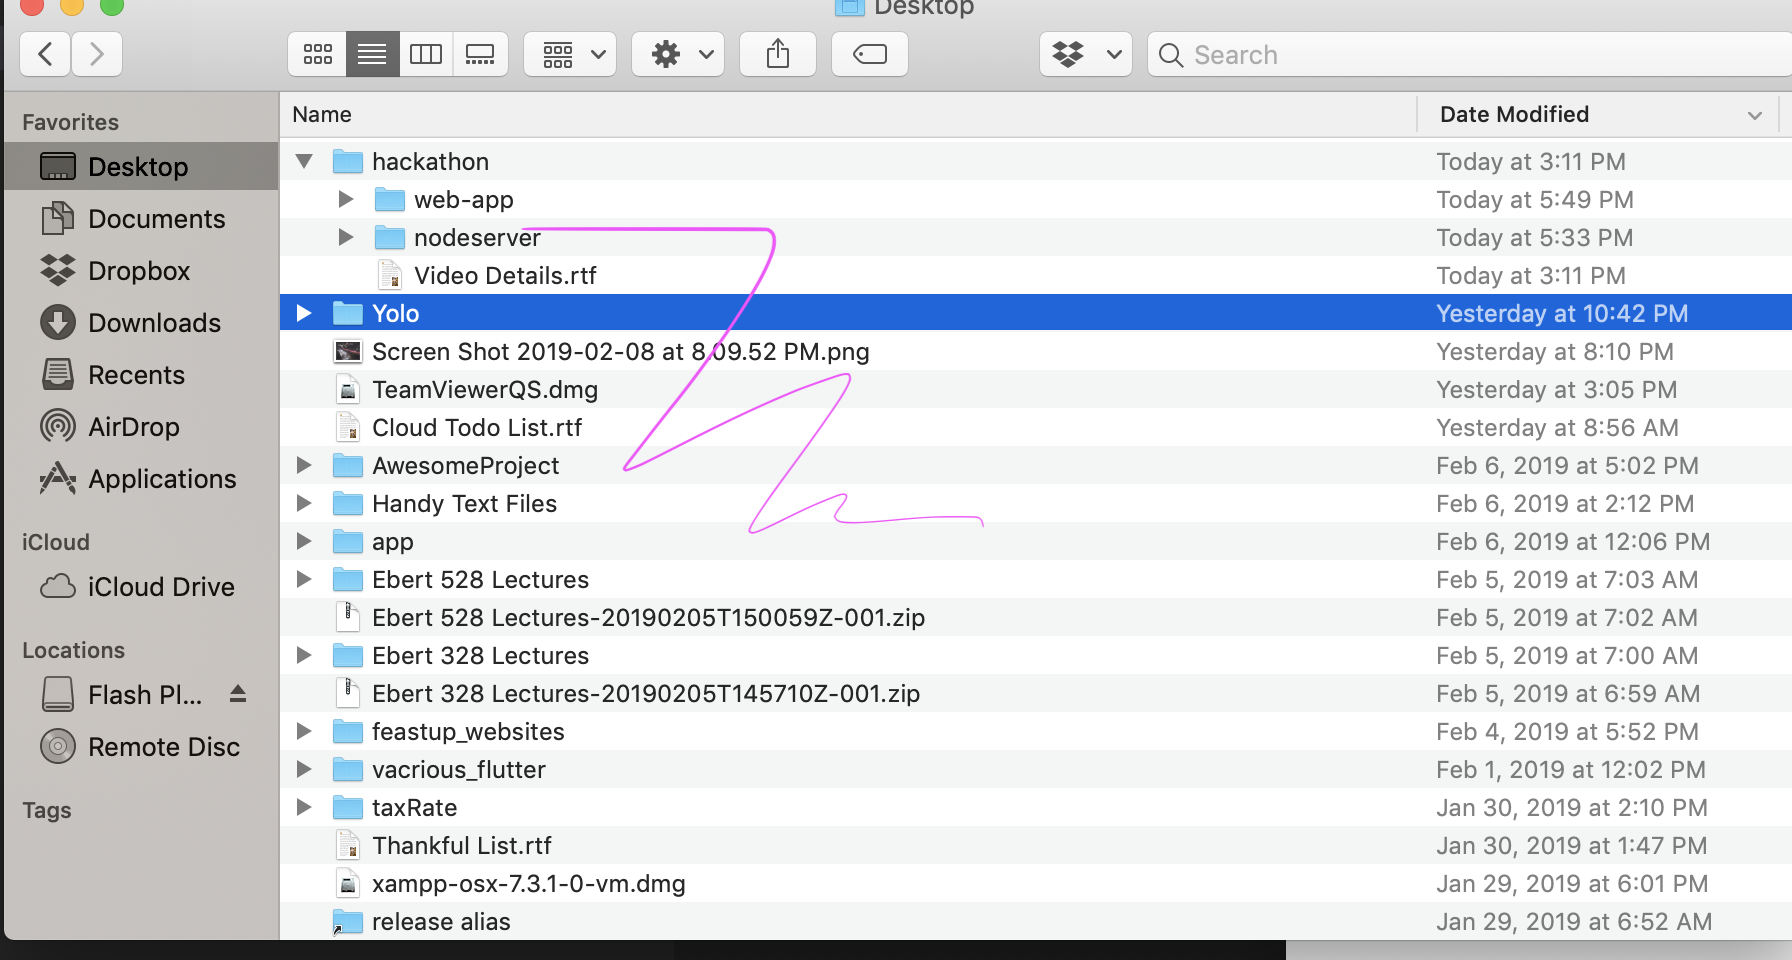 Desktop
Search
Name Date Modified
Favorites
Desktop
Documents
Dropbox
Downloads
Recents
AirDrop
Applications
iCloud
iCloud Drive
Locations
Flash Pl...
Remote Disc
Tags
hackathon Today at 3:11 PM
web-app Today at 5:49 PM
nodeserver Today at 5:33 PM
Video Details.rtf Today at 3:11 PM
Yolo Yesterday at 10:42 PM
Screen Shot 2019-02-08 at 8.09.52 PM.png Yesterday at 8:10 PM
TeamViewerQS.dmg Yesterday at 3:05 PM
Cloud Todo List.rtf Yesterday at 8:56 AM
AwesomeProject Feb 6, 2019 at 5:02 PM
Handy Text Files Feb 6, 2019 at 2:12 PM
app Feb 6, 2019 at 12:06 PM
Ebert 528 Lectures Feb 5, 2019 at 7:03 AM
Ebert 528 Lectures-20190205T150059Z-001.zip Feb 5, 2019 at 7:02 AM
Ebert 328 Lectures Feb 5, 2019 at 7:00 AM
Ebert 328 Lectures-20190205T145710Z-001.zip Feb 5, 2019 at 6:59 AM
feastup_websites Feb 4, 2019 at 5:52 PM
vacrious_flutter Feb 1, 2019 at 12:02 PM
taxRate Jan 30, 2019 at 2:10 PM
Thankful List.rtf Jan 30, 2019 at 1:47 PM
xampp-osx-7.3.1-0-vm.dmg Jan 29, 2019 at 6:01 PM
release alias Jan 29, 2019 at 6:52 AM